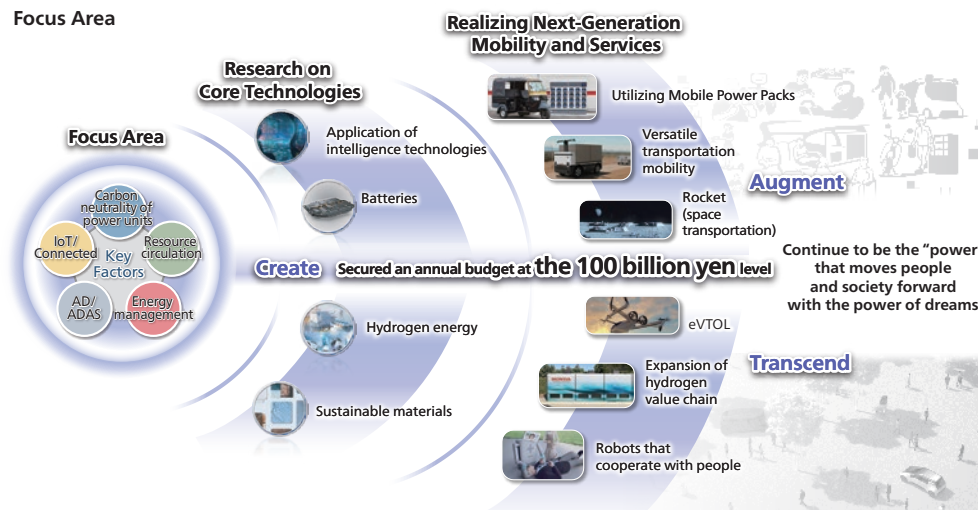 Focus Area
Focus Area
Carbon
neutrality of
power units
IoT/
Connected
Key
Factors
Resource
circulation
AD/
ADAS
Energy
management
Research on
Core Technologies
Application of
intelligence technologies
Batteries
Create
Secured an annual budget at the 100 billion yen level
Hydrogen energy
Sustainable materials
Realizing Next-Generation
Mobility and Services
Utilizing Mobile Power Packs
Versatile
transportation
mobility
Rocket
(space
transportation)
eVTOL
Expansion of
hydrogen
value chain
Robots that
cooperate with people
Augment
Continue to be the “power
that moves people
and society forward
with the power of dreams
Transcend